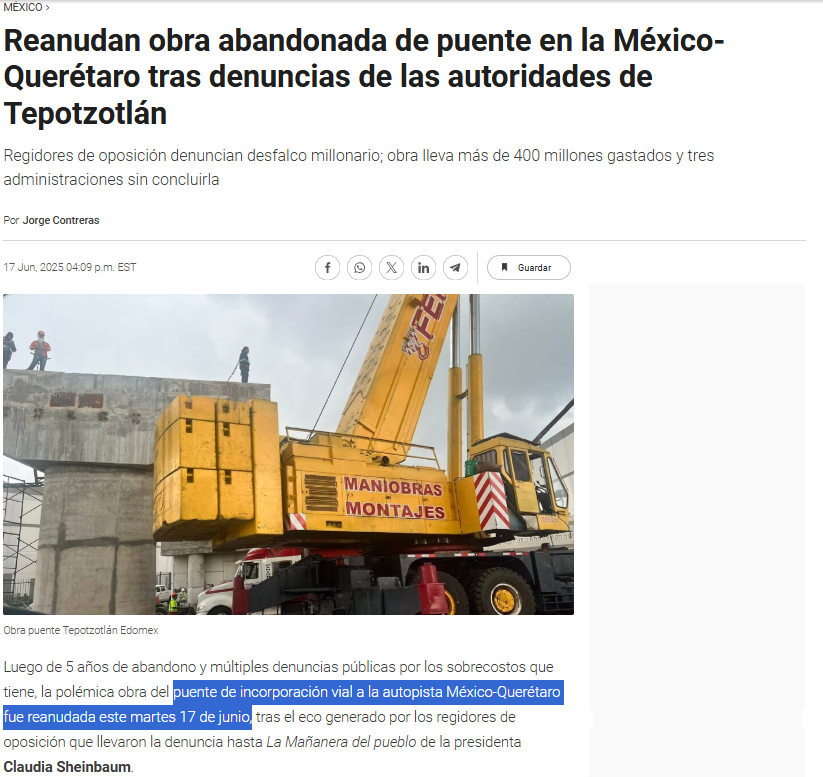 MÉXICO >
Reanudan obra abandonada de puente en la México-
Querétaro tras denuncias de las autoridades de
Tepotzotlán
Regidores de oposición denuncian desfalco millonario; obra lleva más de 400 millones gastados y tres
administraciones sin concluirla
Por Jorge Contreras
17 Jun, 2025 04:09 p.m. EST
Guardar
FE
MANIOBRAS
MONTAJES
Obra puente Tepotzotlán Edomex
Luego de 5 años de abandono y múltiples denuncias públicas por los sobrecostos que
tiene, la polémica obra del puente de incorporación vial a la autopista México-Querétaro
fue reanudada este martes 17 de junio, tras el eco generado por los regidores de
oposición que llevaron la denuncia hasta La Mañanera del pueblo de la presidenta
Claudia Sheinbaum.